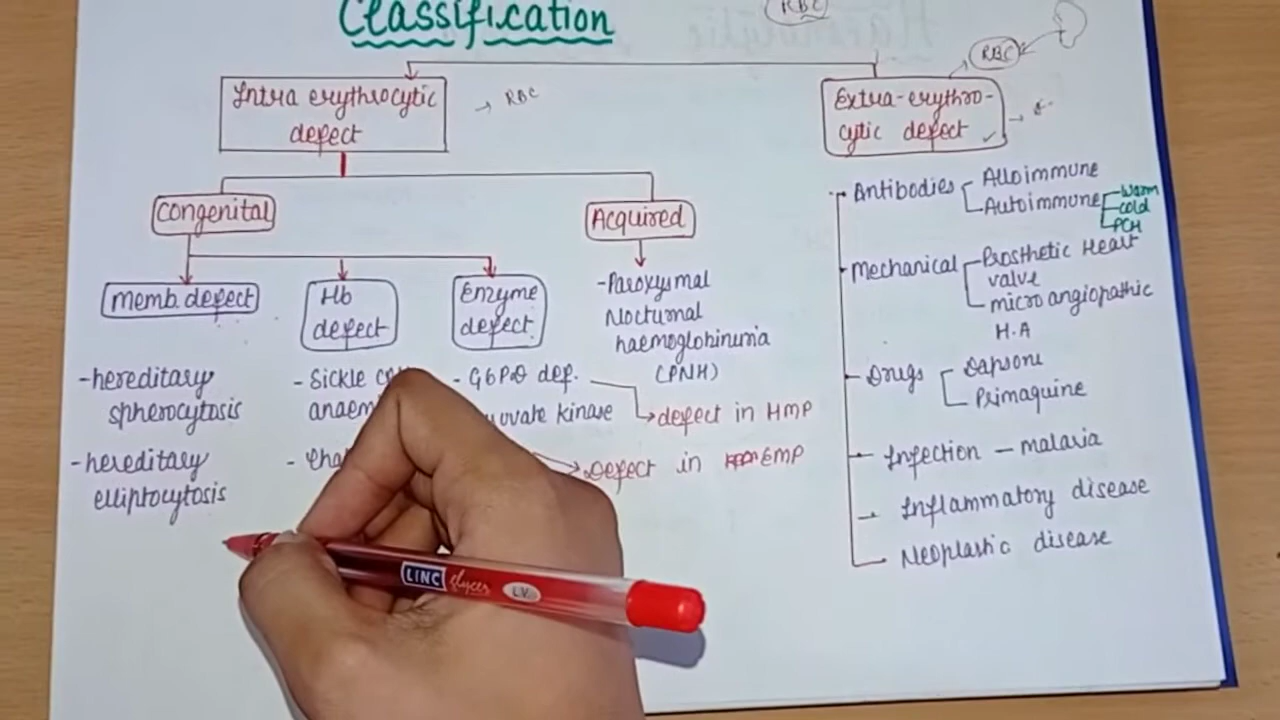 Classification
RBC
RBC
Intra erythrocytic
defect
→ RBC
Extra-erythro-
cytic defect
Congenital
Acquired
Memb. defect
Hb
defect
Enzyme
defect
-hereditary
spherocytosis
-hereditary
elliptocytosis
- Sickle
- G6PD def.
kinase
→ defect in HMP
Defect in EMP
-Paroxysmal
Nocturnal
haemoglobinuria
(PNH)
Antibodies
Alloimmune
Autoimmune
Warm
cold
PCH
Mechanical
Prosthetic Heart
valve
microangiopathic
H.A
Drugs
Dapsone
Primaquine
Infection - malaria
Inflammatory disease
Neoplastic disease
LINC glycer L.V.